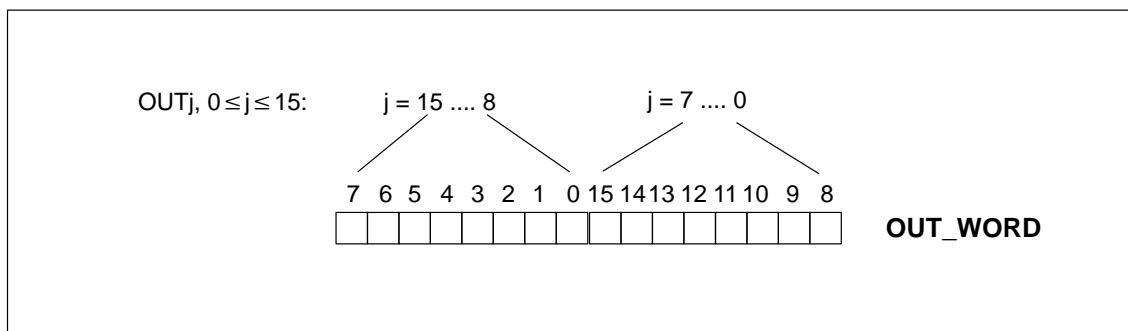 OUTj, 0≤j≤15: j = 15 .... 8 j = 7 .... 0
7 6 5 4 3 2 1 0 15 14 13 12 11 10 9 8
OUT_WORD